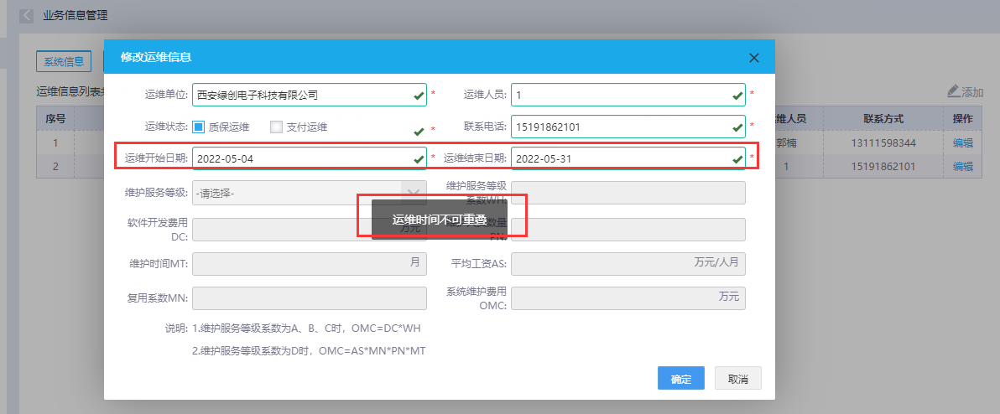 业务信息管理
修改运维信息
系统信息
运维单位: 西安绿创电子科技有限公司 * 运维人员: 1 *
运维信息列表
添加
序号 维人员 联系方式 操作
运维状态: 质保运维 支付运维 * 联系电话: 15191862101 *
1 郭楠 13111598344 编辑
运维开始日期: 2022-05-04 * 运维结束日期: 2022-05-31 *
2 1 15191862101 编辑
维护服务等级: -请选择- 维护服务等级
系数WH:
运维时间不可重叠
软件开发费用 万元 数量
DC: PN:
维护时间MT: 月 平均工资AS: 万元/人月
复用系数MN: 系统维护费用 万元
OMC:
说明: 1.维护服务等级系数为A、B、C时，OMC=DC*WH
2.维护服务等级系数为D时，OMC=AS*MN*PN*MT
确定 取消